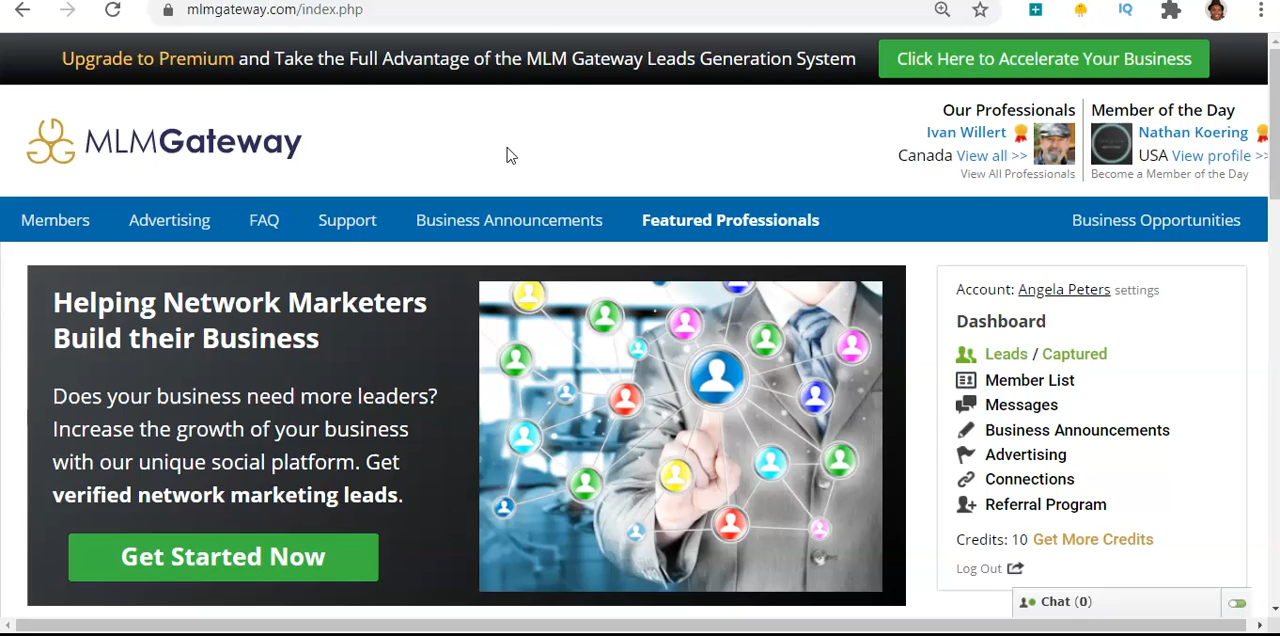 mlmgateway.com/index.php
IQ
Upgrade to Premium and Take the Full Advantage of the MLM Gateway Leads Generation System
Click Here to Accelerate Your Business
MLMGateway
Our Professionals
Ivan Willert
Canada View all >>
View All Professionals
Member of the Day
Nathan Koering
USA View profile >>
Become a Member of the Day
Members
Advertising
FAQ
Support
Business Announcements
Featured Professionals
Business Opportunities
Helping Network Marketers
Build their Business
Does your business need more leaders?
Increase the growth of your business
with our unique social platform. Get
verified network marketing leads.
Get Started Now
Account: Angela Peters settings
Dashboard
Leads / Captured
Member List
Messages
Business Announcements
Advertising
Connections
Referral Program
Credits: 10 Get More Credits
Log Out
Chat (0)